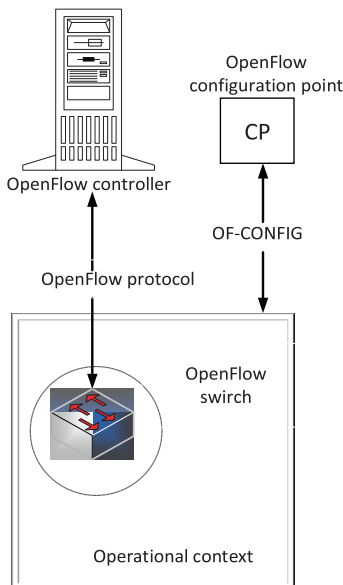 OpenFlow
configuration point
CP
OpenFlow controller
OF-CONFIG
OpenFlow protocol
OpenFlow
swirch
Operational context